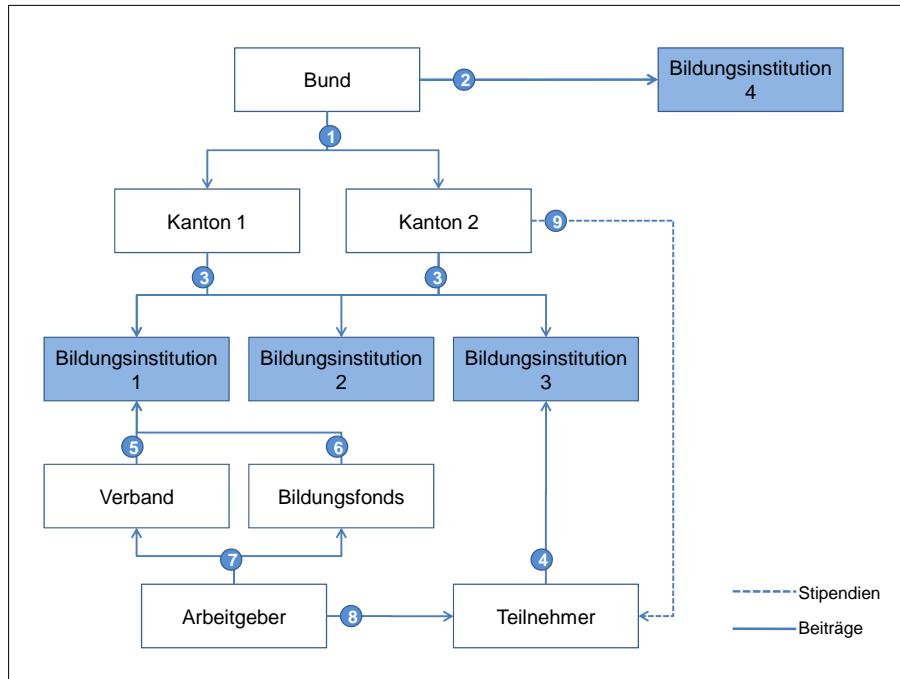 Bund
2
Bildungsinstitution
4
1
Kanton 1
Kanton 2
9
3
3
Bildungsinstitution
1
Bildungsinstitution
2
Bildungsinstitution
3
5
6
Verband
Bildungsfonds
7
4
Arbeitgeber
8
Teilnehmer
Stipendien
Beiträge